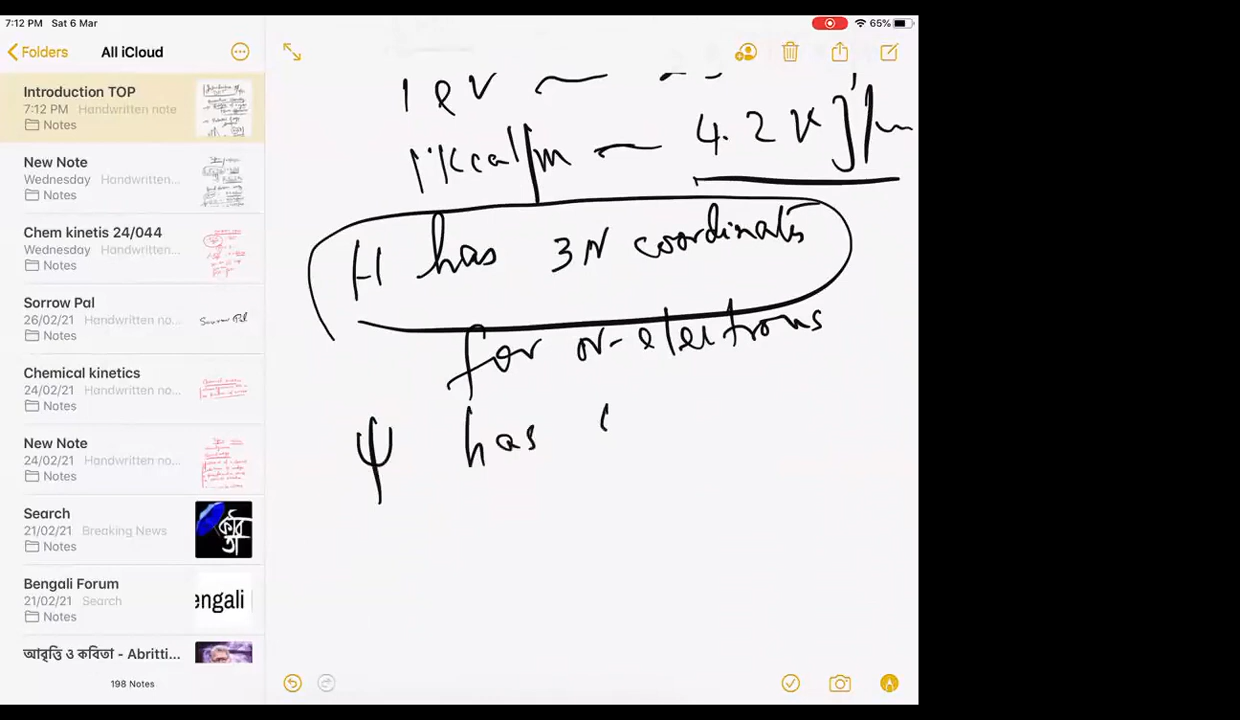 7:12 PM Sat 6 Mar
65%
Folders
All iCloud
Introduction TOP
7:12 PM Handwritten note
Notes
New Note
Wednesday Handwritten...
Notes
Chem kinetis 24/044
Wednesday Handwritten...
Notes
Sorrow Pal
26/02/21 Handwritten no...
Notes
Chemical kinetics
24/02/21 Handwritten no...
Notes
New Note
24/02/21 Handwritten no...
Notes
Search
21/02/21 Breaking News
Notes
কবি
তা
Bengali Forum
21/02/21 Search
Notes
engali
আবৃত্তি ও কবিতা - Abritti...
198 Notes
1 eV ~
1 Kcal/m ~ 4.2 KJ/m
H has 3N coordinates
for N-electrons
ψ has